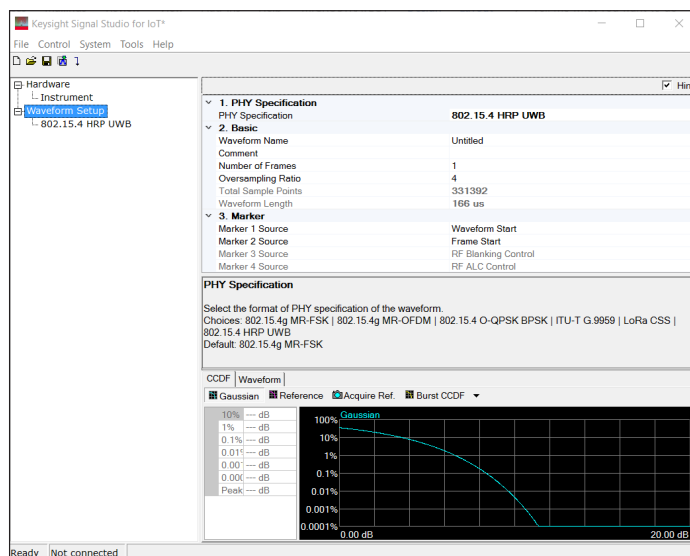 Keysight Signal Studio for IoT*
File Control System Tools Help
Hardware
Instrument
Waveform Setup
802.15.4 HRP UWB
Hin
1. PHY Specification
PHY Specification 802.15.4 HRP UWB
2. Basic
Waveform Name Untitled
Comment
Number of Frames 1
Oversampling Ratio 4
Total Sample Points 331392
Waveform Length 166 us
3. Marker
Marker 1 Source Waveform Start
Marker 2 Source Frame Start
Marker 3 Source RF Blanking Control
Marker 4 Source RF ALC Control
PHY Specification
Select the format of PHY specification of the waveform.
Choices: 802.15.4g MR-FSK | 802.15.4g MR-OFDM | 802.15.4 O-QPSK BPSK | ITU-T G.9959 | LoRa CSS |
802.15.4 HRP UWB
Default: 802.15.4g MR-FSK
CCDF Waveform
Gaussian Reference Acquire Ref. Burst CCDF
10% --- dB
1% --- dB
0.1% --- dB
0.01% --- dB
0.00 --- dB
0.00 --- dB
Peak --- dB
Gaussian
100%
10%
1%
0.1%
0.01%
0.001%
0.0001%
0.00 dB 20.00 dB
Ready Not connected